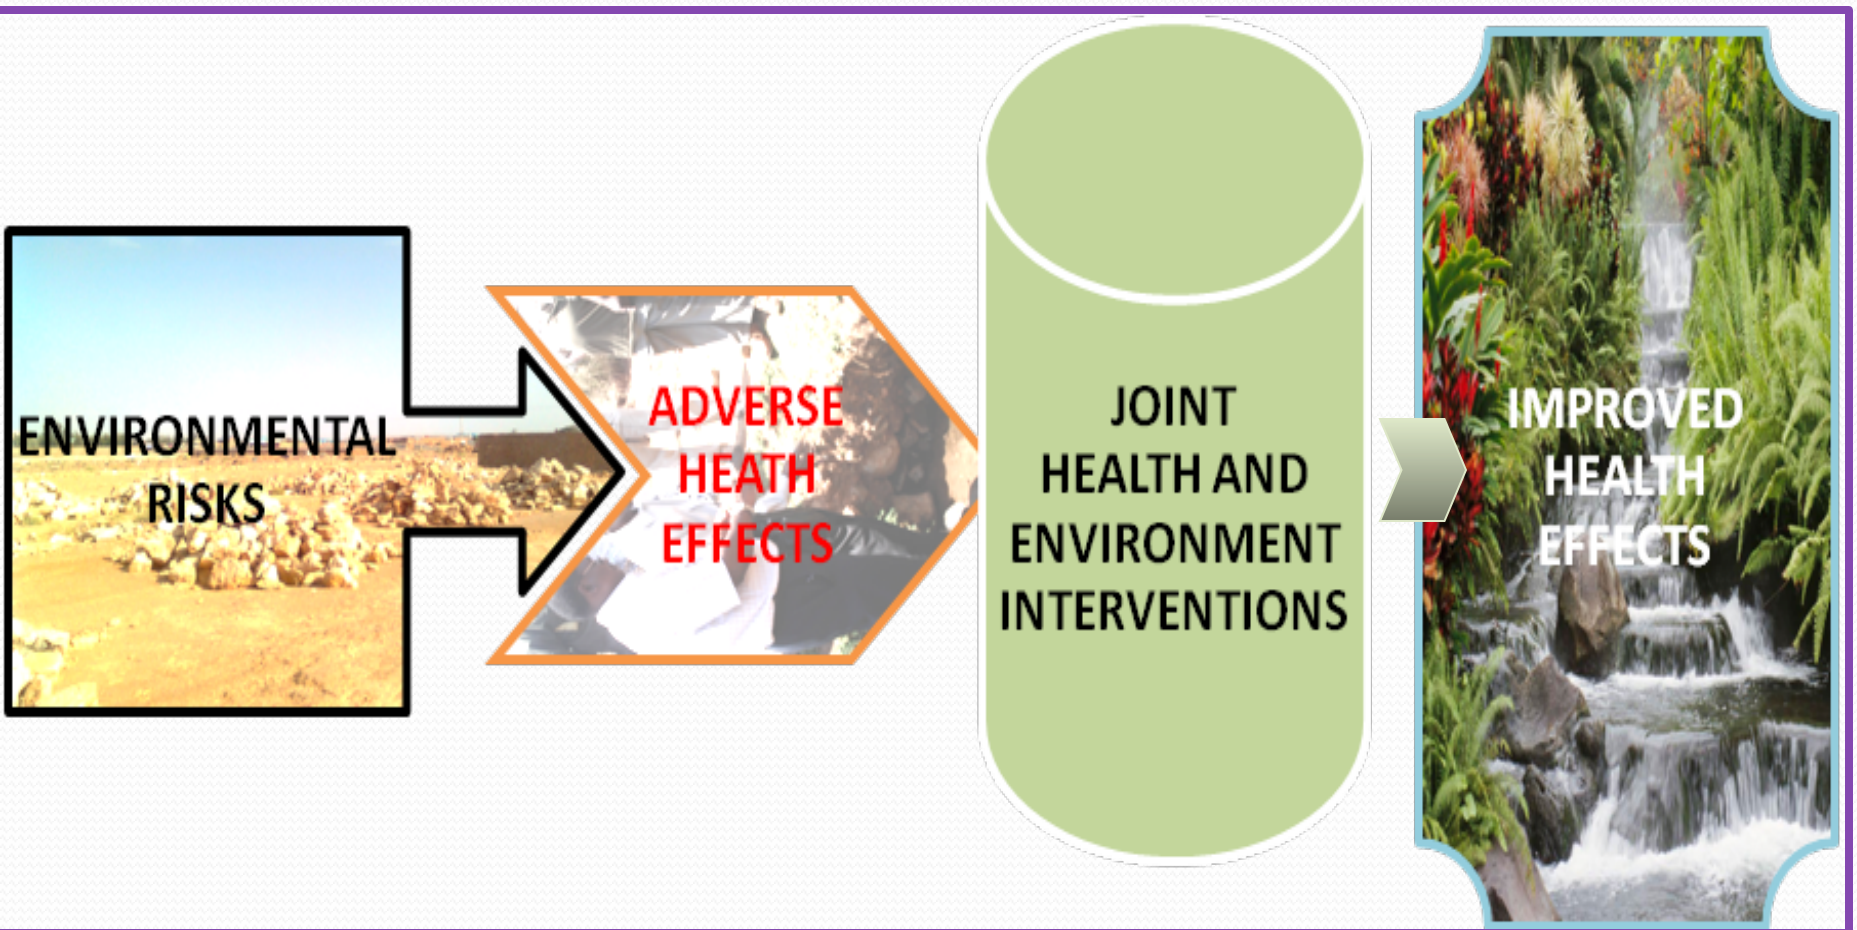 ENVIRONMENTAL
RISKS
ADVERSE
HEATH
EFFECTS
JOINT
HEALTH AND
ENVIRONMENT
INTERVENTIONS
IMPROVED
HEALTH
EFFECTS